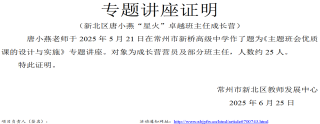 专题讲座证明
（新北区唐小燕“星火”卓越班主任成长营）
唐小燕老师于 2025 年 5 月 21 日在常州市新桥高级中学作了题为《主题班会优质
课的设计与实施》专题讲座。对象为成长营营员及部分班主任，人数约 25 人。
特此证明。
常州市新北区教师发展中心
2025 年 6 月 25 日